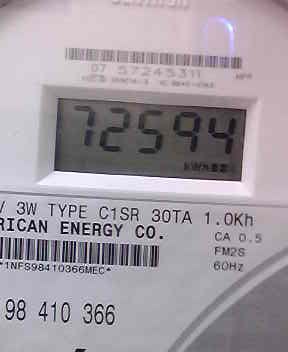 07 57245311
72594
V 3W TYPE C1SR 30TA 1.0Kh
RICAN ENERGY CO.
CA 0.5
*1NFS98410366MEC*
FM2S
60Hz
98 410 366